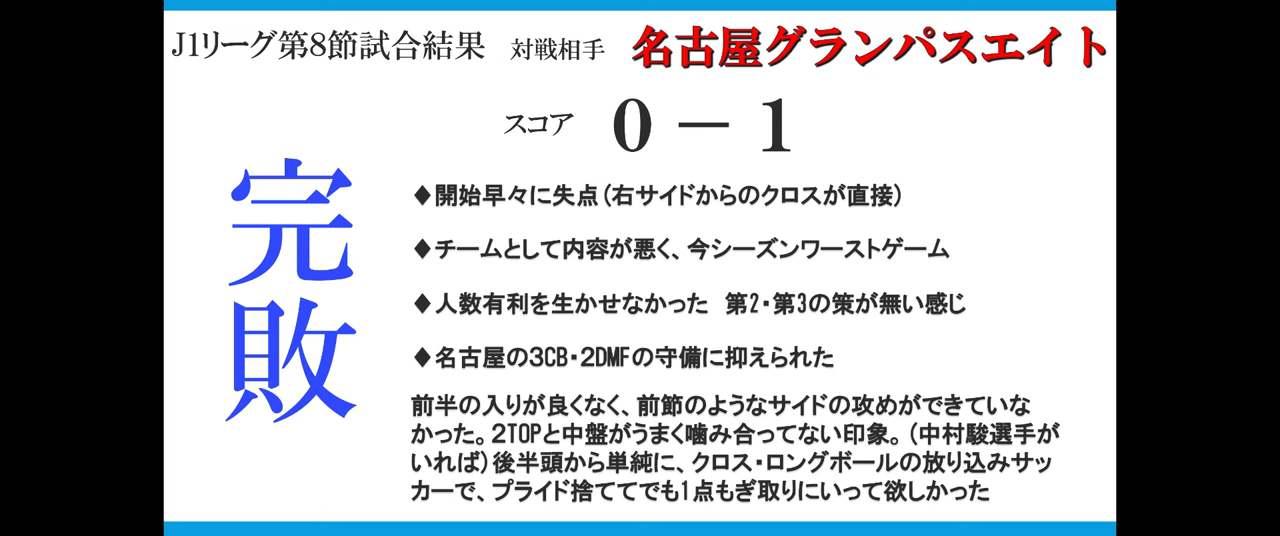 J1リーグ第8節試合結果 対戦相手 名古屋グランパスエイト
スコア 0－1
完敗
♦開始早々に失点(右サイドからのクロスが直接)
♦チームとして内容が悪く、今シーズンワーストゲーム
♦人数有利を生かせなかった 第2・第3の策が無い感じ
♦名古屋の3CB・2DMFの守備に抑えられた
前半の入りが良くなく、前節のようなサイドの攻めができていな
かった。2TOPと中盤がうまく噛み合ってない印象。(中村駿選手が
いれば)後半頭から単純に、クロス・ロングボールの放り込みサッ
カーで、プライド捨ててでも1点もぎ取りにいって欲しかった